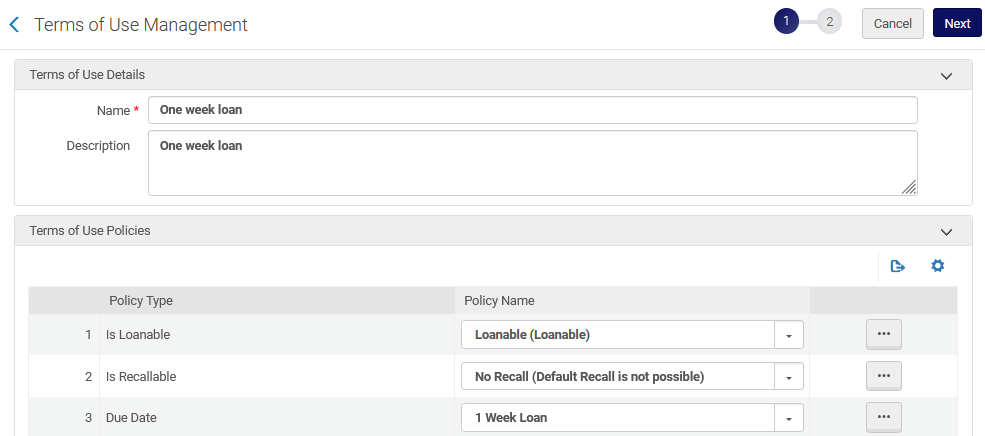 Terms of Use Management
1
2
Cancel
Next
Terms of Use Details
Name *
One week loan
Description
One week loan
Terms of Use Policies
Policy Type Policy Name
1 Is Loanable Loanable (Loanable) ...
2 Is Recallable No Recall (Default Recall is not possible) ...
3 Due Date 1 Week Loan ...